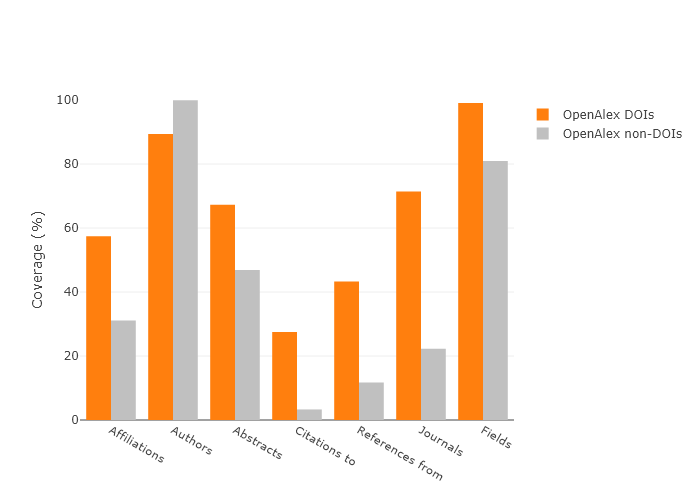 100
80
60
40
20
0
Coverage (%)
Affiliations
Authors
Abstracts
Citations to
References from
Journals
Fields
OpenAlex DOIs
OpenAlex non-DOIs